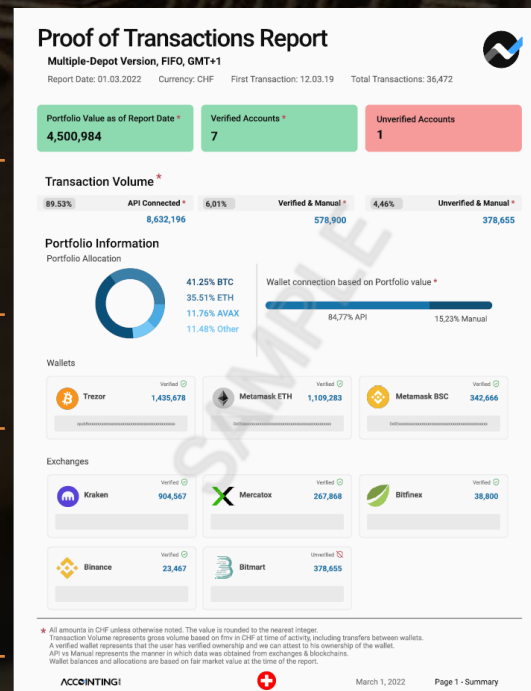 Proof of Transactions Report
Multiple-Depot Version, FIFO, GMT+1
Report Date: 01.03.2022 Currency: CHF First Transaction: 12.03.19 Total Transactions: 36,472
Portfolio Value as of Report Date *
4,500,984
Verified Accounts *
7
Unverified Accounts
1
Transaction Volume *
89.53% API Connected * 6,01% Verified & Manual * 4,46% Unverified & Manual *
8,632,196 578,900 378,655
Portfolio Information
Portfolio Allocation
41.25% BTC
35.51% ETH
11.76% AVAX
11.48% Other
Wallet connection based on Portfolio value *
84,77% API 15,23% Manual
SAMPLE
Wallets
Verified
Trezor 1,435,678
Verified
Metamask ETH 1,109,283
Verified
Metamask BSC 342,666
Exchanges
Verified
Kraken 904,567
Verified
Mercatox 267,868
Verified
Bitfinex 38,800
Verified
Binance 23,467
Unverified
Bitmart 378,655
* All amounts in CHF unless otherwise noted. The value is rounded to the nearest integer.
Transaction Volume represents gross volume based on fmv in CHF at time of activity, including transfers between wallets.
A verified wallet represents that the user has verified ownership and we can attest to his ownership of the wallet.
API vs Manual represents the manner in which data was obtained from exchanges & blockchains.
Wallet balances and allocations are based on fair market value at the time of the report.
ACCOINTING March 1, 2022 Page 1 - Summary